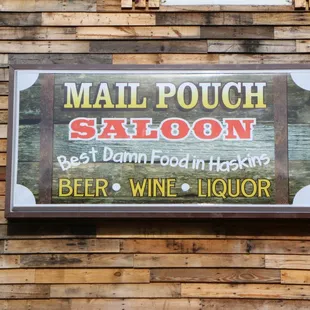 MAIL POUCH
SALOON
Best Damn Food in Haskins
BEER • WINE • LIQUOR